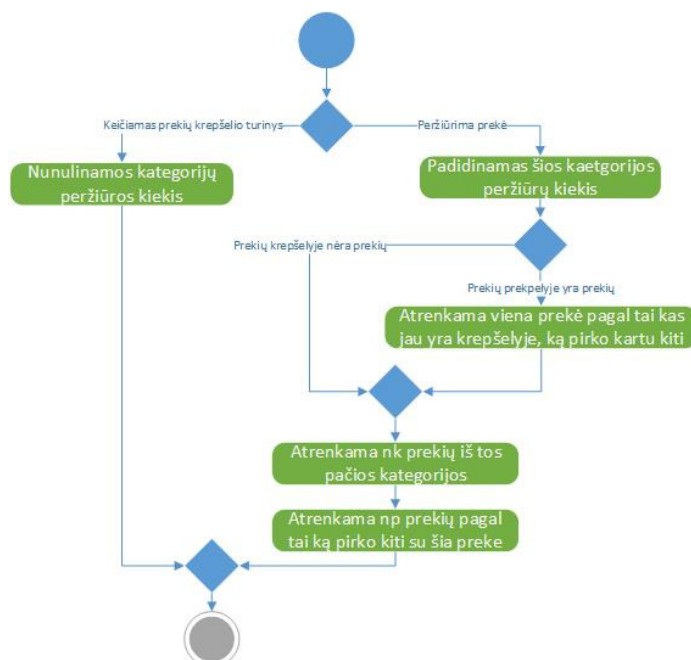 Keičiamas prekių krepšelio turinys
Peržiūrima prekė
Nunulinamos kategorijų
peržiūros kiekis
Padidinamas šios kaetgorijos
peržiūrų kiekis
Prekių krepšelyje nėra prekių
Prekių prekpelyje yra prekių
Atrenkama viena prekė pagal tai kas
jau yra krepšelyje, ką pirko kartu kiti
Atrenkama nk prekių iš tos
pačios kategorijos
Atrenkama np prekių pagal
tai ką pirko kiti su šia preke